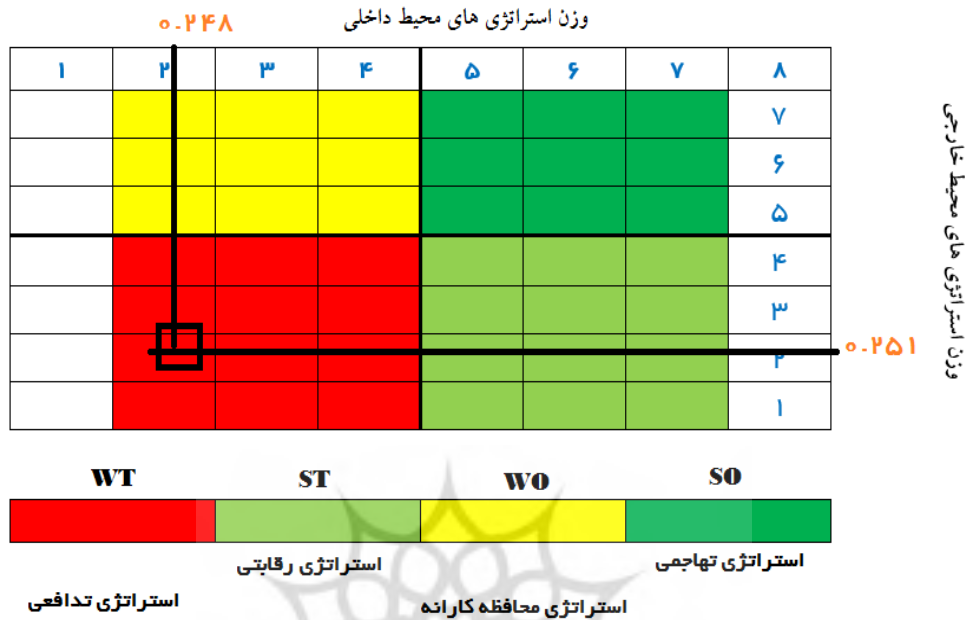 وزن استراتژی های محیط داخلی
۰.۲۴۸
۱ ۲ ۳ ۴ ۵ ۶ ۷ ۸
۷
۶
۵
۴
۳
۲
۱
۰.۲۵۱
وزن استراتژی های محیط خارجی
WT ST WO SO
استراتژی تهاجمی
استراتژی رقابتی
استراتژی محافظه کارانه
استراتژی تدافعی